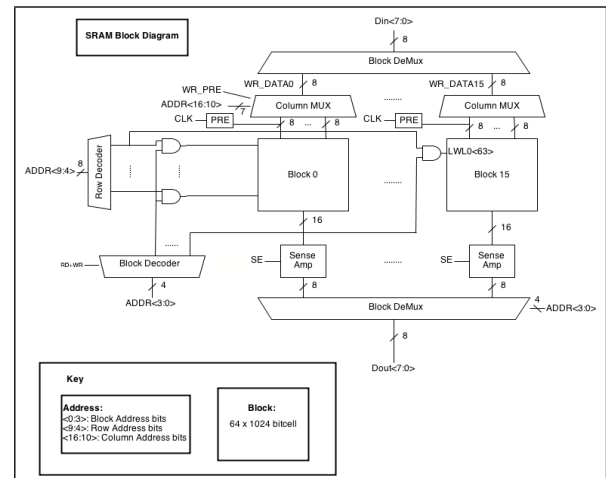 SRAM Block Diagram
Din<7:0>
8
Block DeMux
WR_DATA0
8
WR_DATA15
8
WR_PRE
ADDR<16:10>
7
Column MUX
........
Column MUX
CLK
PRE
8
...
8
CLK
PRE
8
...
8
Row Decoder
ADDR<9:4>
8
Block 0
LWL0<63>
Block 15
........
......
16
16
RD+WR
Block Decoder
4
ADDR<3:0>
SE
Sense
Amp
........
SE
Sense
Amp
8
8
Block DeMux
4
ADDR<3:0>
8
Dout<7:0>
Key
Address:
<0:3>: Block Address bits
<9:4>: Row Address bits
<16:10>: Column Address bits
Block:
64 x 1024 bitcell